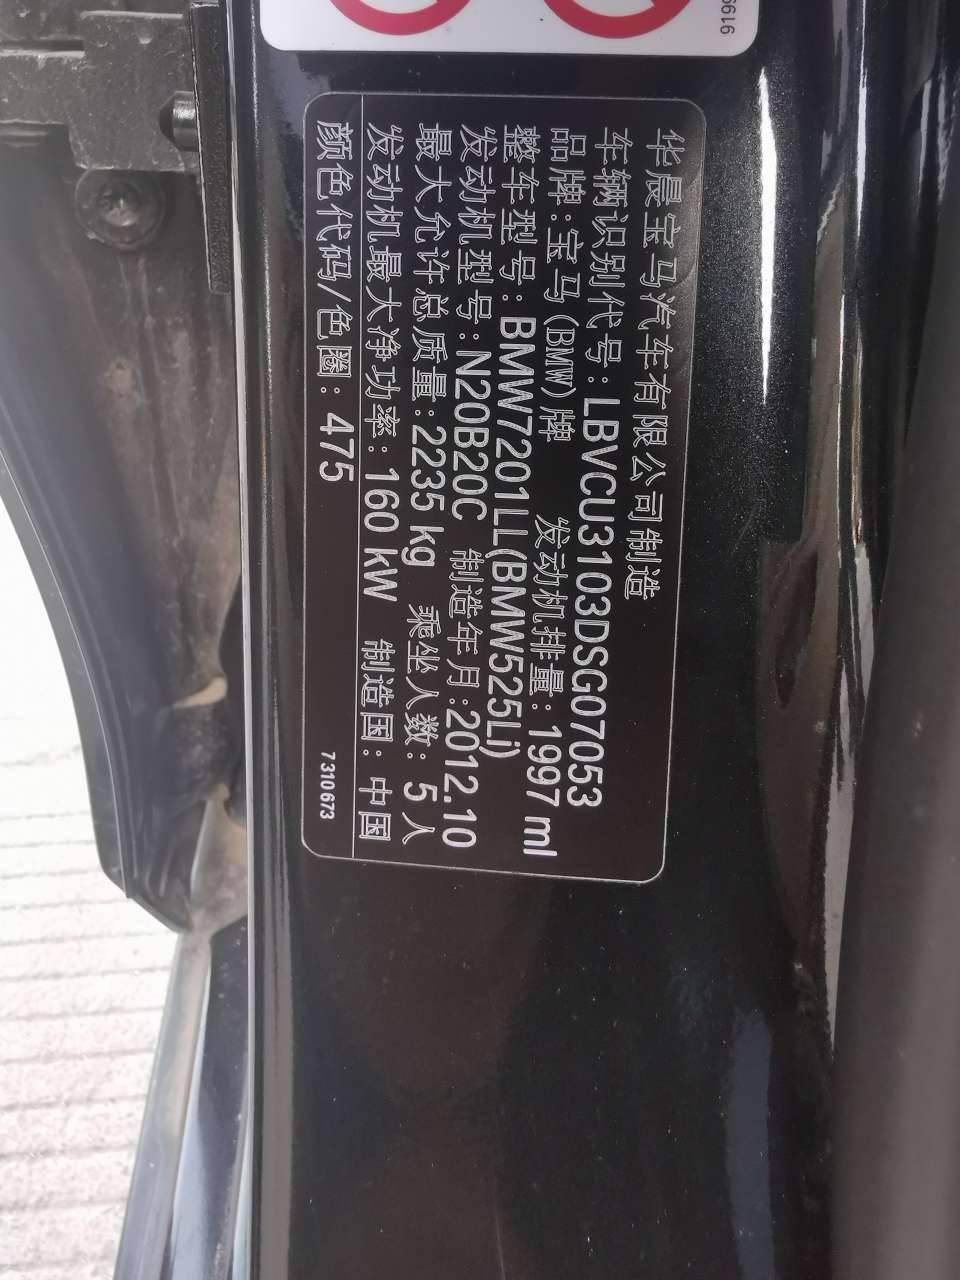 华晨宝马汽车有限公司制造
车辆识别代号:LBVCU3103DSG07053
品牌:宝马(BMW)牌 发动机排量:1997 ml
整车型号:BMW7201LL(BMW525Li)
发动机型号:N20B20C 制造年月:2012.10
最大允许总质量:2235 kg 乘坐人数:5人
发动机最大净功率:160 kW 制造国:中国
颜色代码/色圈:475 7310673